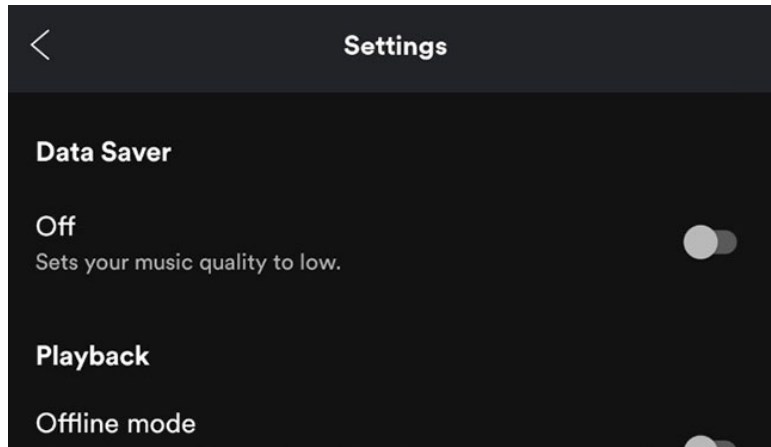 Settings
Data Saver
Off
Sets your music quality to low.
Playback
Offline mode